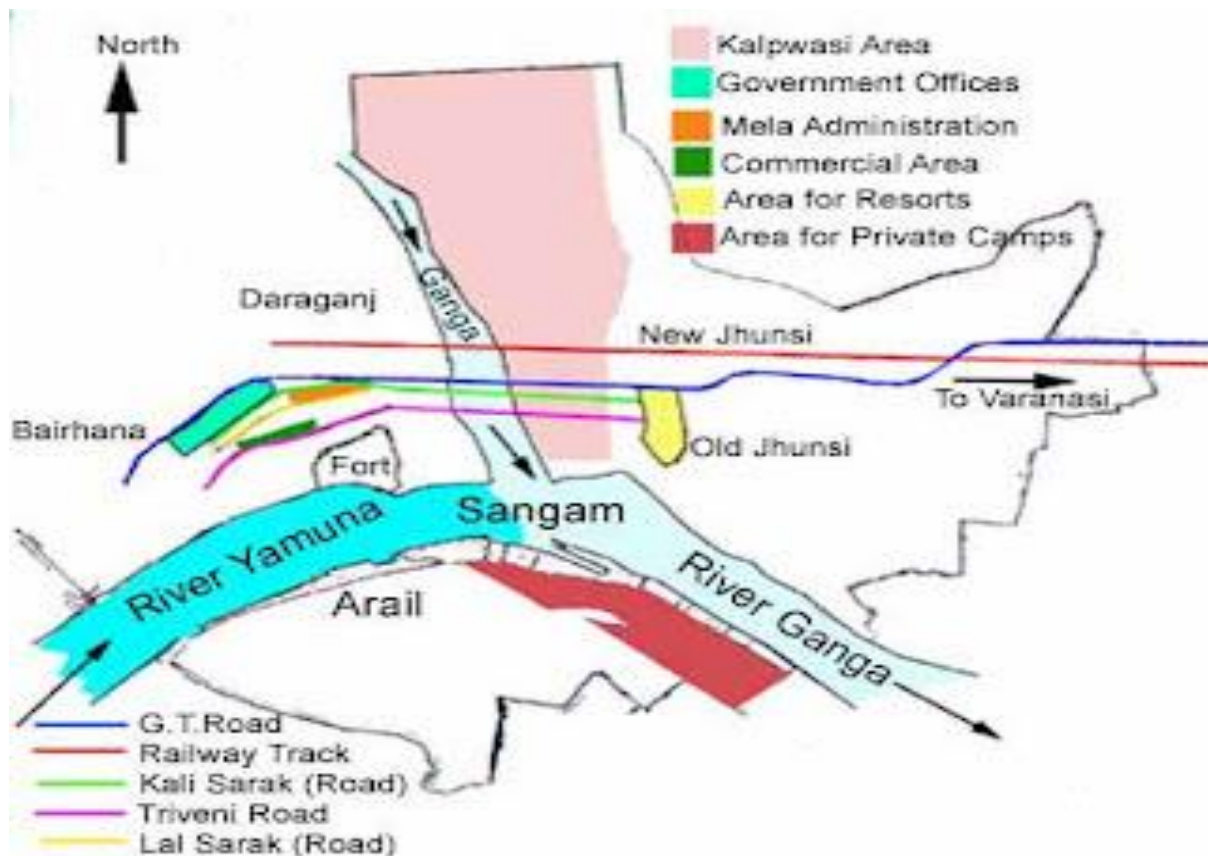 North
Kalpwasi Area
Government Offices
Mela Administration
Commercial Area
Area for Resorts
Area for Private Camps
Ganga
Daraganj
New Jhunsi
To Varanasi
Bairhana
Old Jhunsi
Fort
Sangam
River Yamuna
River Ganga
Arail
G.T.Road
Railway Track
Kali Sarak (Road)
Triveni Road
Lal Sarak (Road)